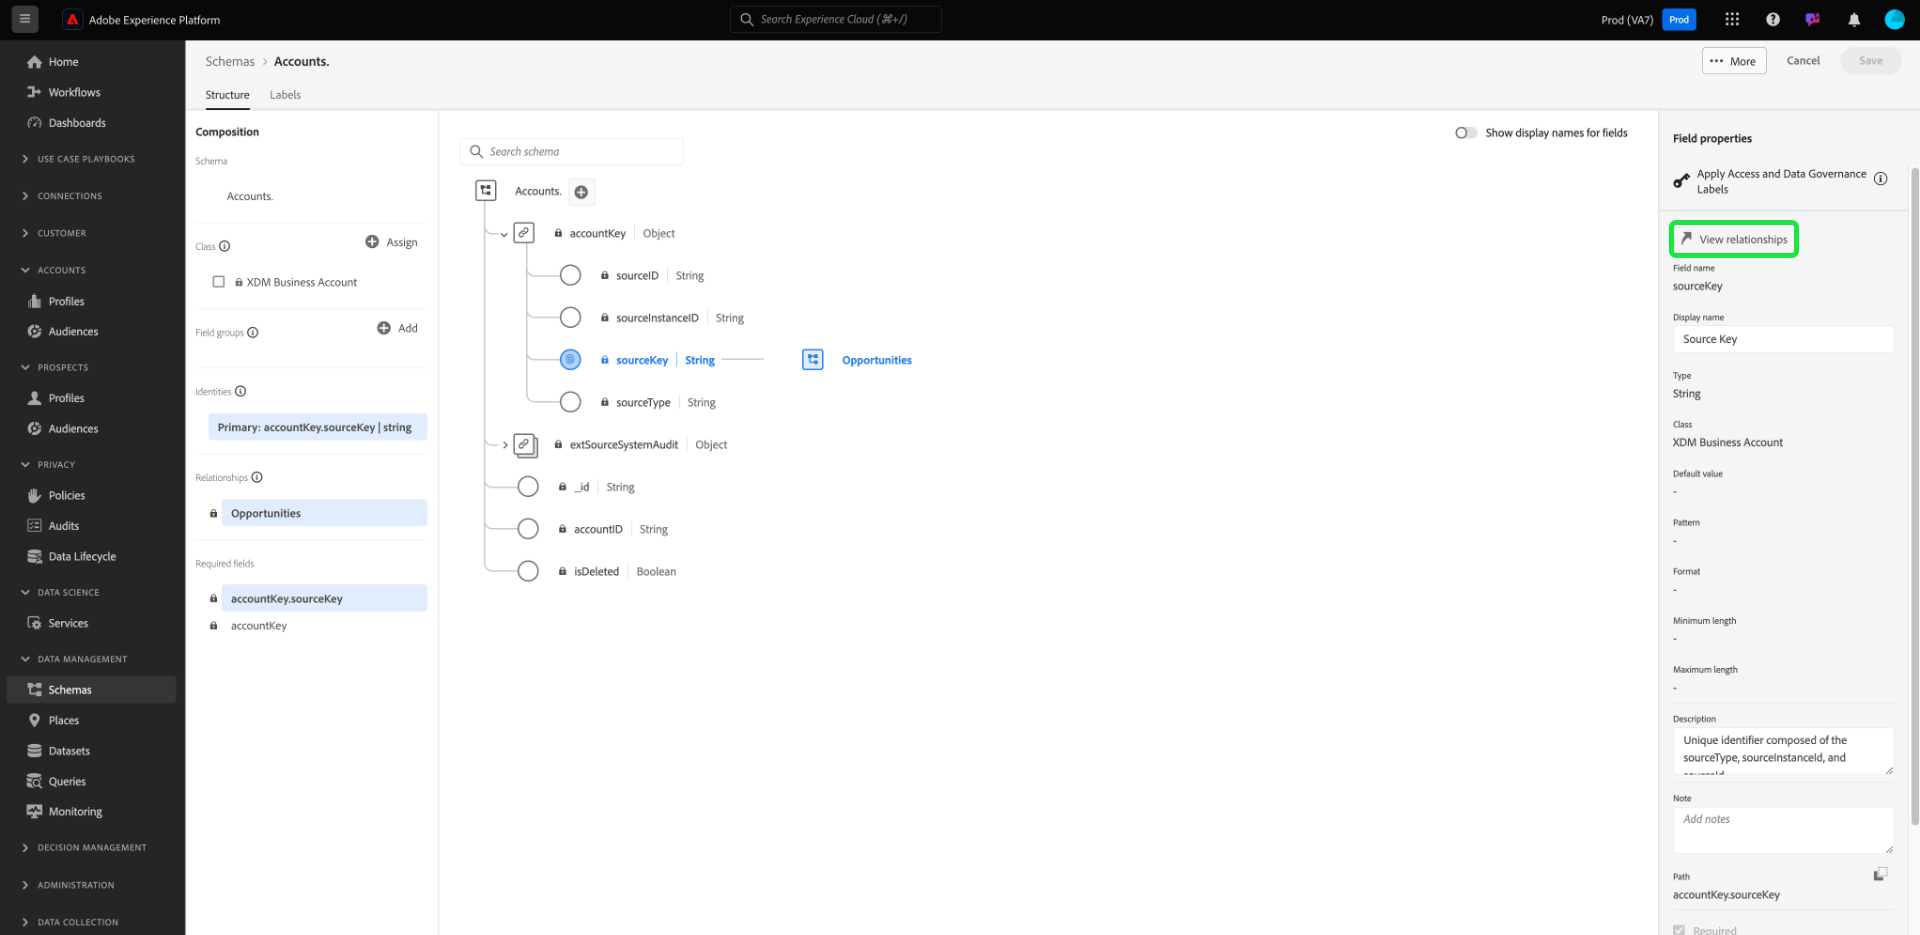 Adobe Experience Platform
Search Experience Cloud (⌘+/)
Prod (VA7)
Prod
Home
Workflows
Dashboards
USE CASE PLAYBOOKS
CONNECTIONS
CUSTOMER
ACCOUNTS
Profiles
Audiences
PROSPECTS
Profiles
Audiences
PRIVACY
Policies
Audits
Data Lifecycle
DATA SCIENCE
Services
DATA MANAGEMENT
Schemas
Places
Datasets
Queries
Monitoring
DECISION MANAGEMENT
ADMINISTRATION
DATA COLLECTION
Schemas > Accounts.
More
Cancel
Save
Structure
Labels
Composition
Schema
Accounts.
Class
Assign
XDM Business Account
Field groups
Add
Identities
Primary: accountKey.sourceKey | string
Relationships
Opportunities
Required fields
accountKey.sourceKey
accountKey
Show display names for fields
Search schema
Accounts.
accountKey | Object
sourceID | String
sourceInstanceID | String
sourceKey | String
Opportunities
sourceType | String
extSourceSystemAudit | Object
_id | String
accountID | String
isDeleted | Boolean
Field properties
Apply Access and Data Governance
Labels
View relationships
Field name
sourceKey
Display name
Source Key
Type
String
Class
XDM Business Account
Default value
-
Pattern
-
Format
-
Minimum length
-
Maximum length
-
Description
Unique identifier composed of the
sourceType, sourceInstanceId, and
sourceId
Note
Add notes
Path
accountKey.sourceKey
Required